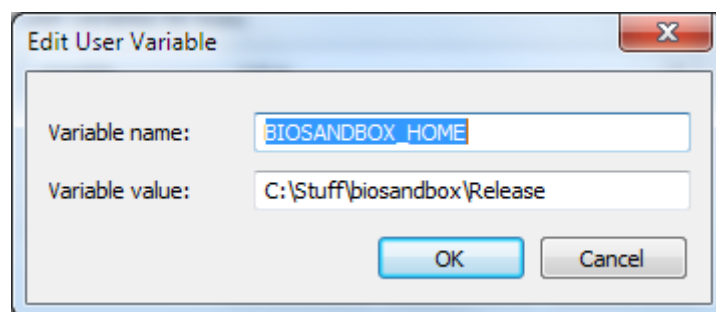 Edit User Variable
Variable name: BIOSANDBOX_HOME
Variable value: C:\Stuff\biosandbox\Release
OK Cancel